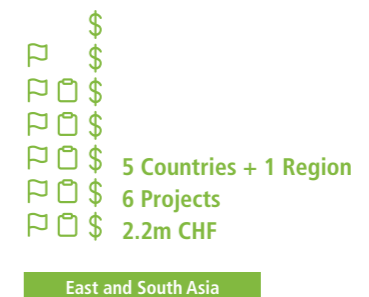 $
$
$
$
$
$
$
5 Countries + 1 Region
6 Projects
2.2m CHF
East and South Asia